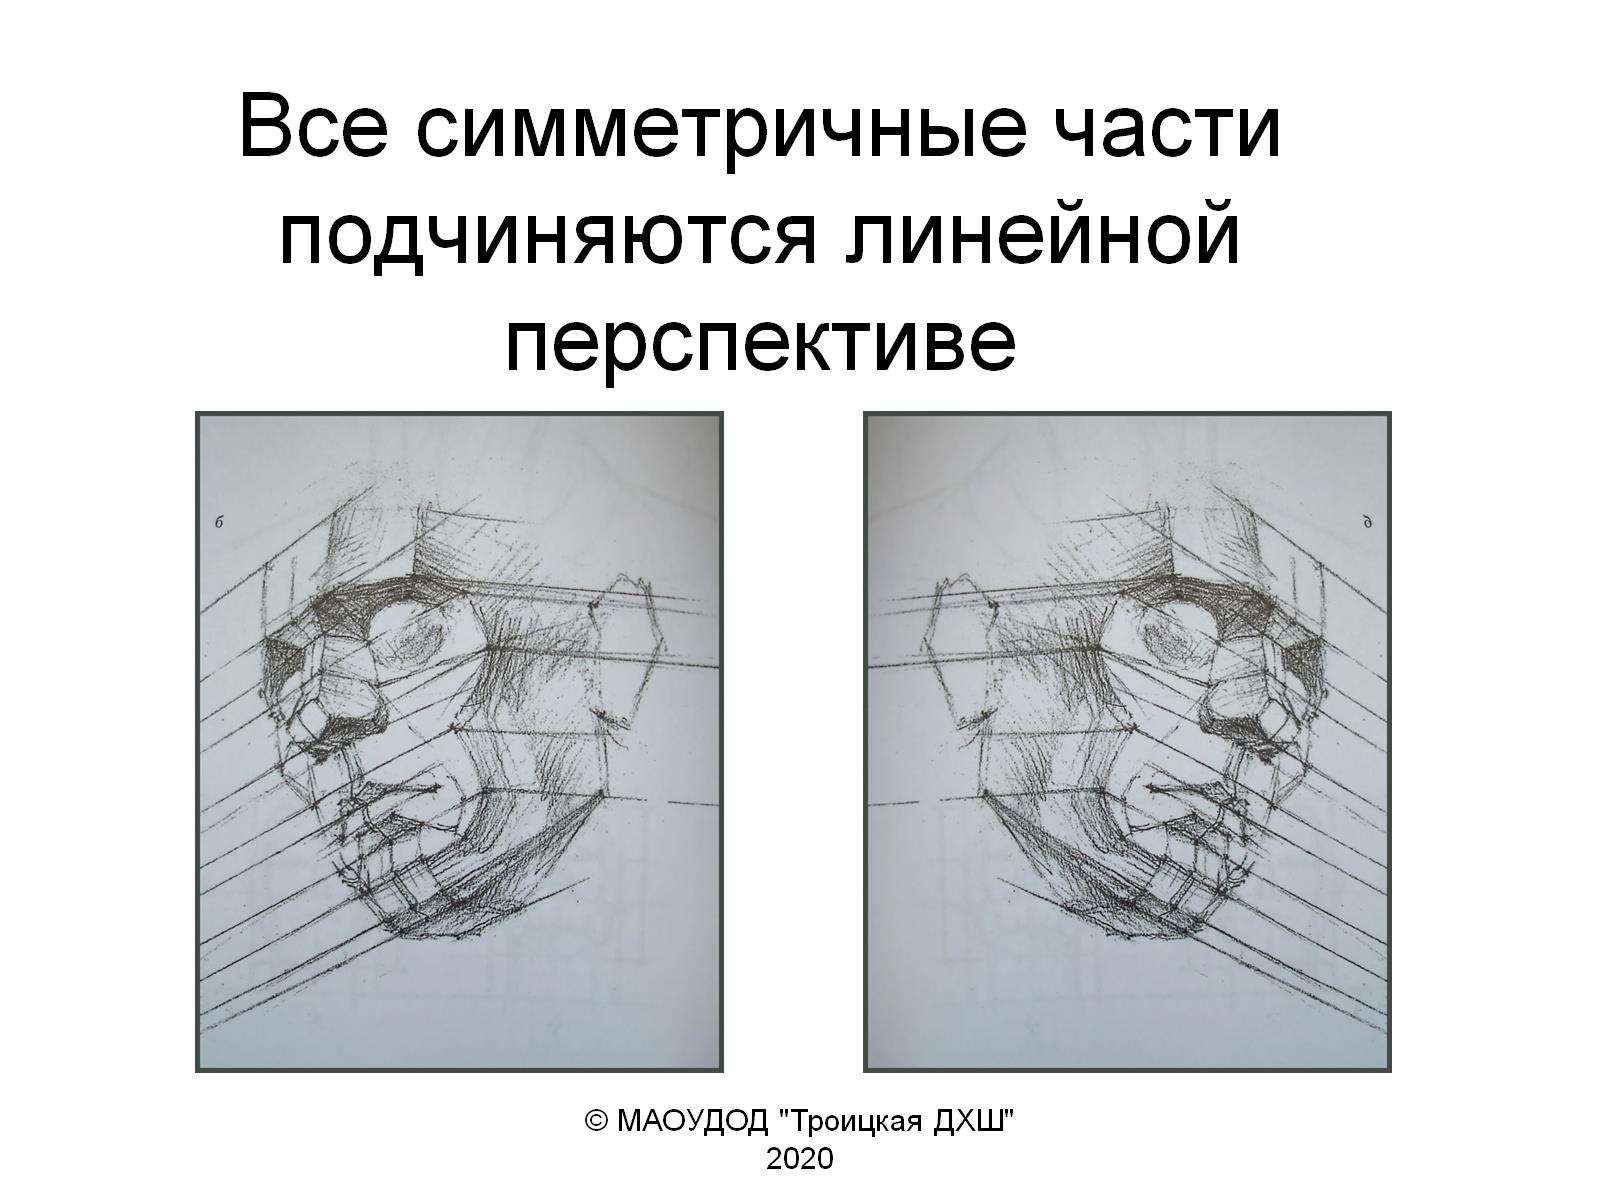 Все симметричные части
подчиняются линейной
перспективе
б
д
© МАОУДОД "Троицкая ДХШ"
2020